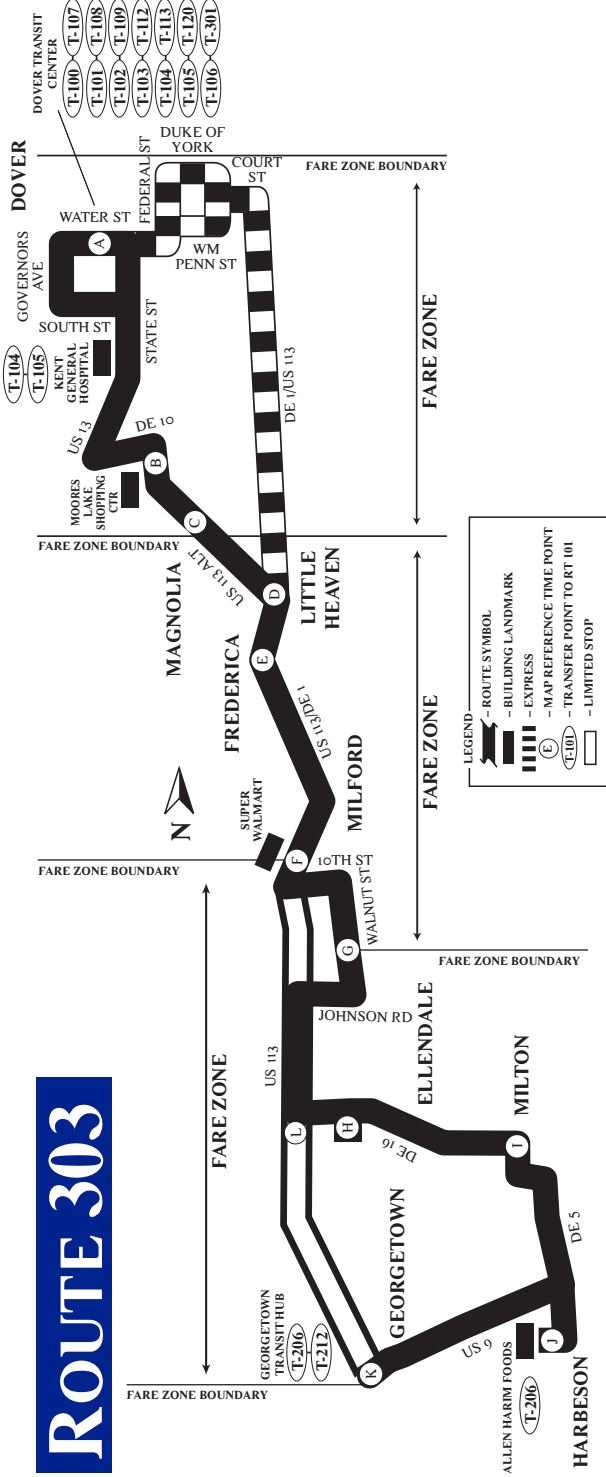 ROUTE 303
DOVER TRANSIT
CENTER
T-100
T-107
T-101
T-108
T-102
T-109
T-103
T-112
T-104
T-113
T-105
T-120
T-106
T-301
DOVER
DUKE OF
YORK
FEDERAL ST
COURT
ST
FARE ZONE BOUNDARY
WATER ST
A
WM
PENN ST
GOVERNORS
AVE
SOUTH ST
STATE ST
T-104
T-105
KENT
GENERAL
HOSPITAL
US 13
DE 10
B
MOORES
LAKE
SHOPPING
CTR
C
DE 1/US 113
FARE ZONE
FARE ZONE BOUNDARY
MAGNOLIA
US 113 ALT
D
LITTLE
HEAVEN
FREDERICA
E
US 113/DE 1
N
MILFORD
SUPER
WALMART
F
10TH ST
FARE ZONE
FARE ZONE BOUNDARY
WALNUT ST
G
FARE ZONE BOUNDARY
JOHNSON RD
US 113
FARE ZONE
ELLENDALE
L
H
DE 16
MILTON
I
DE 5
GEORGETOWN
GEORGETOWN
TRANSIT HUB
T-206
T-212
K
FARE ZONE BOUNDARY
US 9
ALLEN HARIM FOODS
T-206
J
HARBESON
LEGEND
– ROUTE SYMBOL
– BUILDING LANDMARK
– EXPRESS
E – MAP REFERENCE TIME POINT
T-101 – TRANSFER POINT TO RT 101
– LIMITED STOP